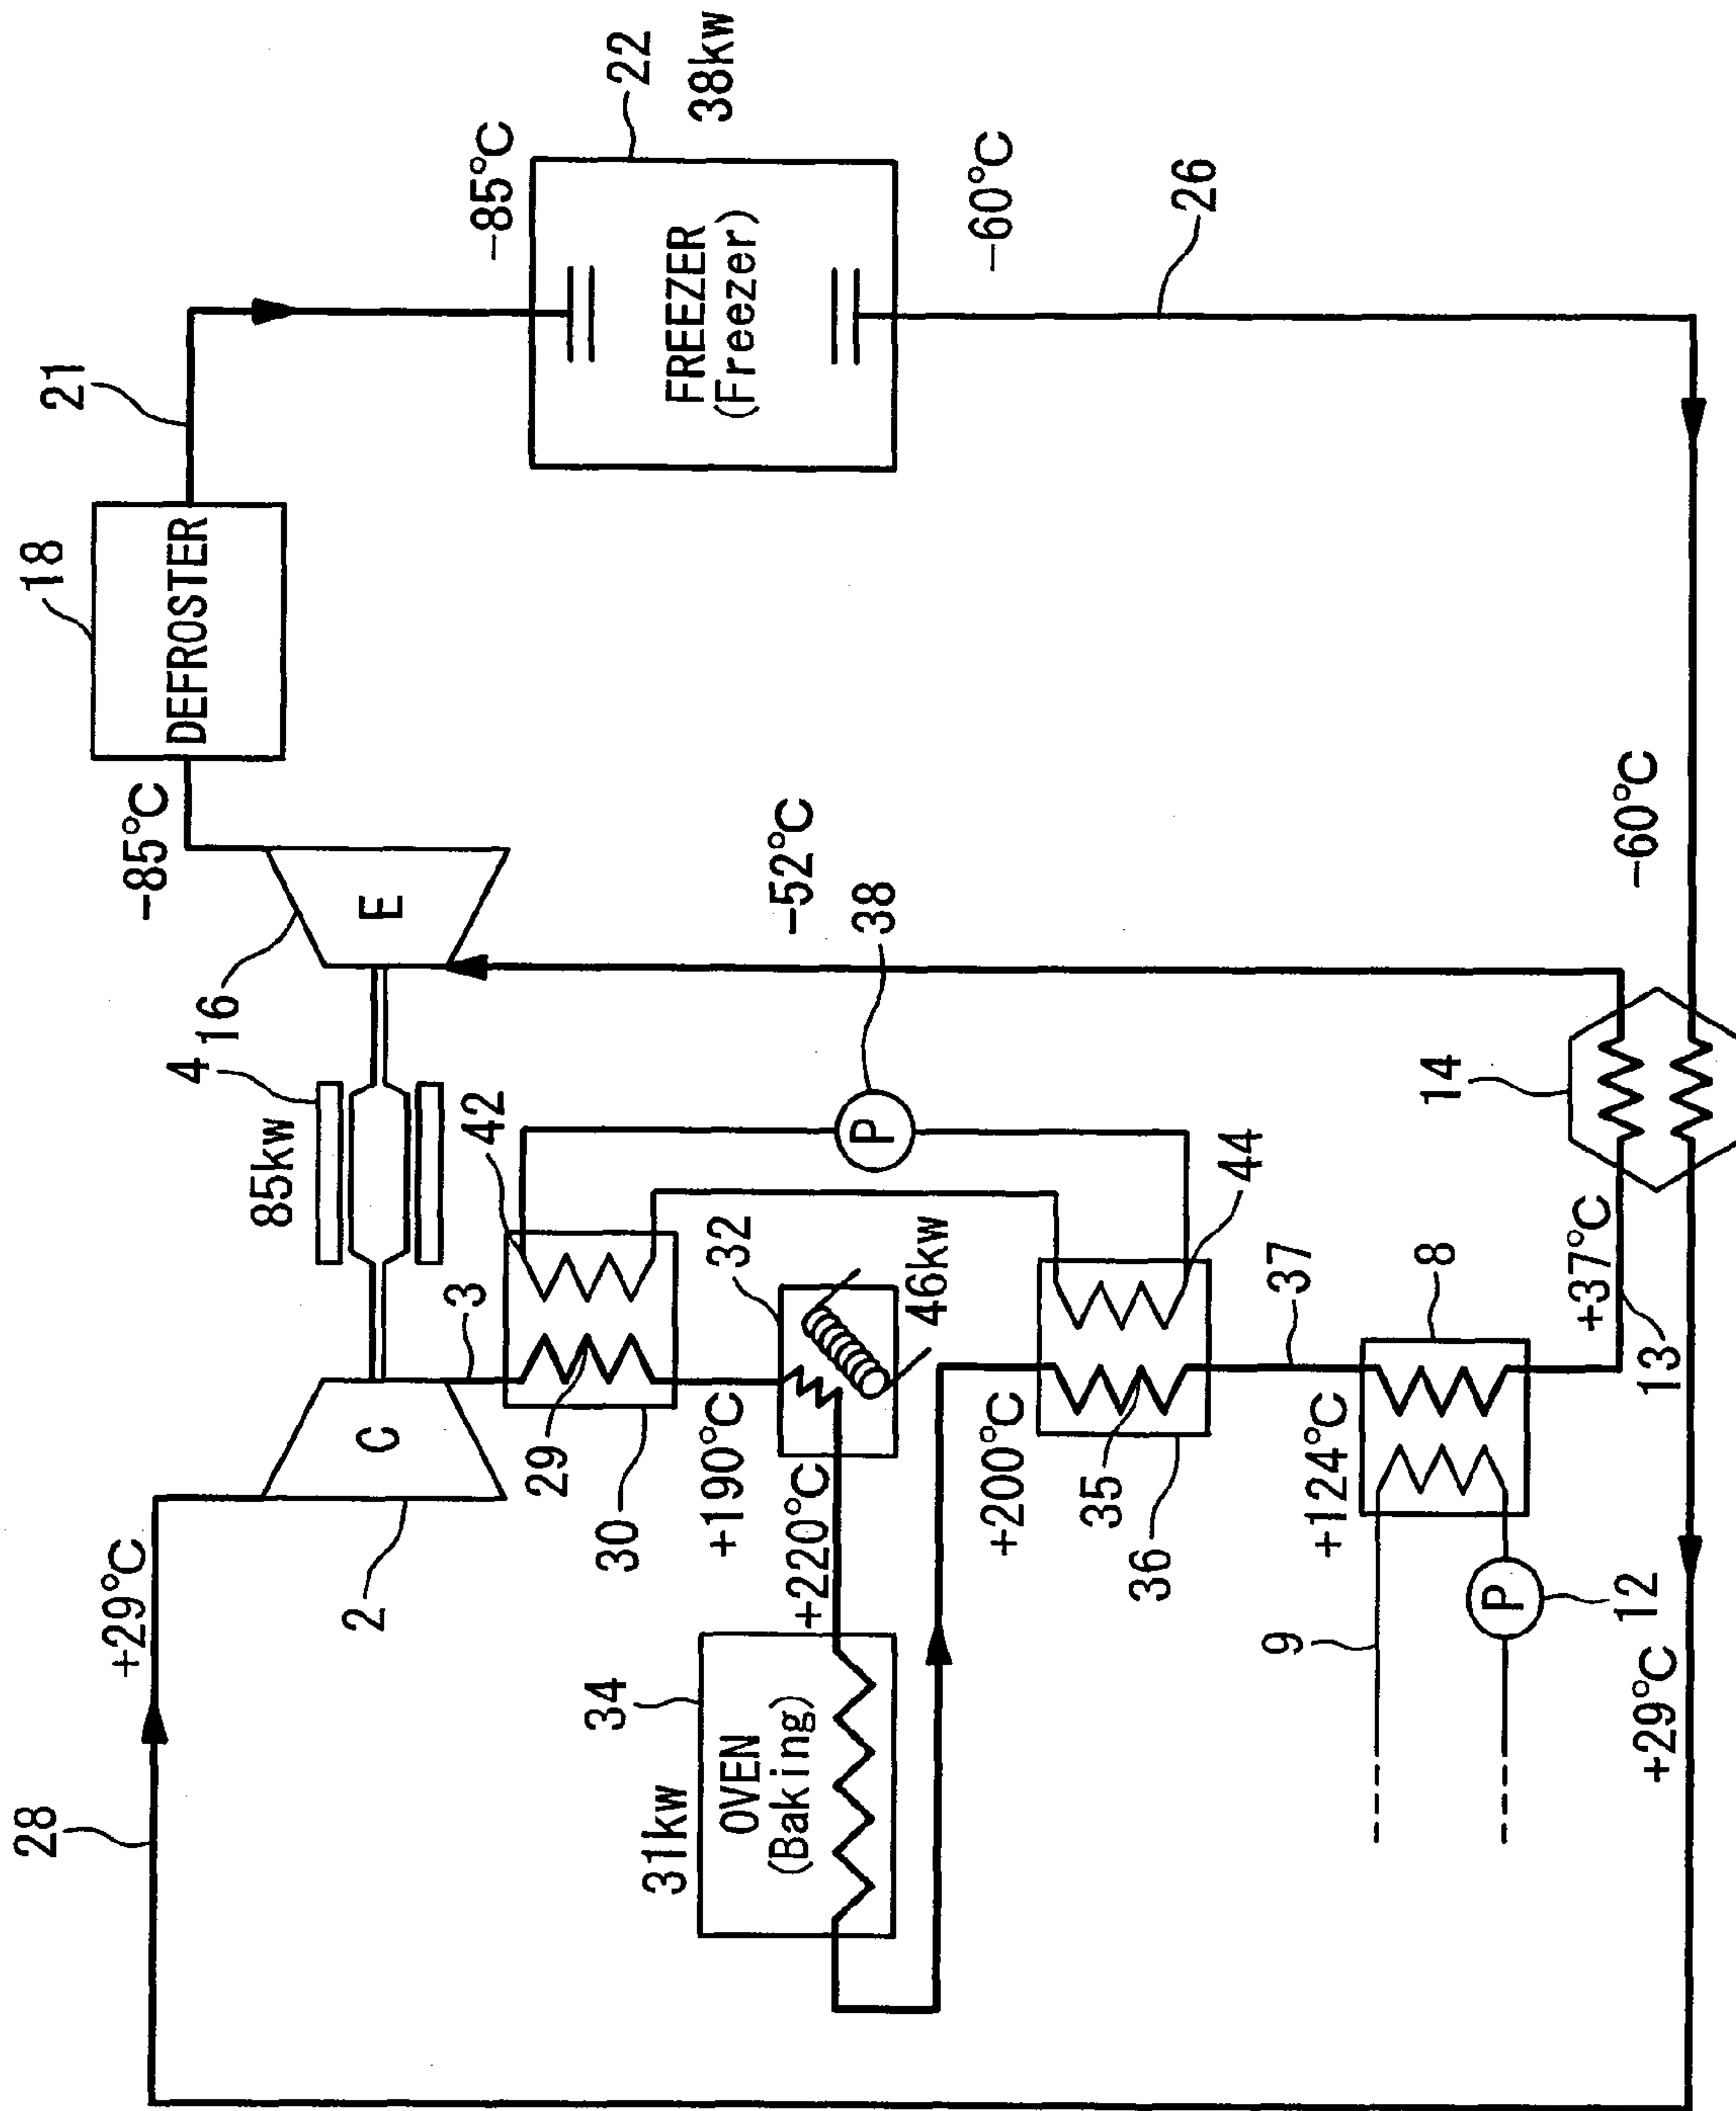 28
+29°C
2
C
3
29
30
+190°C
42
85kw
4
16
E
-85°C
18
DEFROSTER
21
-85°C
22
38kw
FREEZER
(Freezer)
-60°C
26
31kw
34
OVEN
(Baking)
+220°C
32
46kw
-52°C
38
P
+200°C
35
36
44
37
+124°C
8
9
P
12
+37°C
13
14
-60°C
+29°C